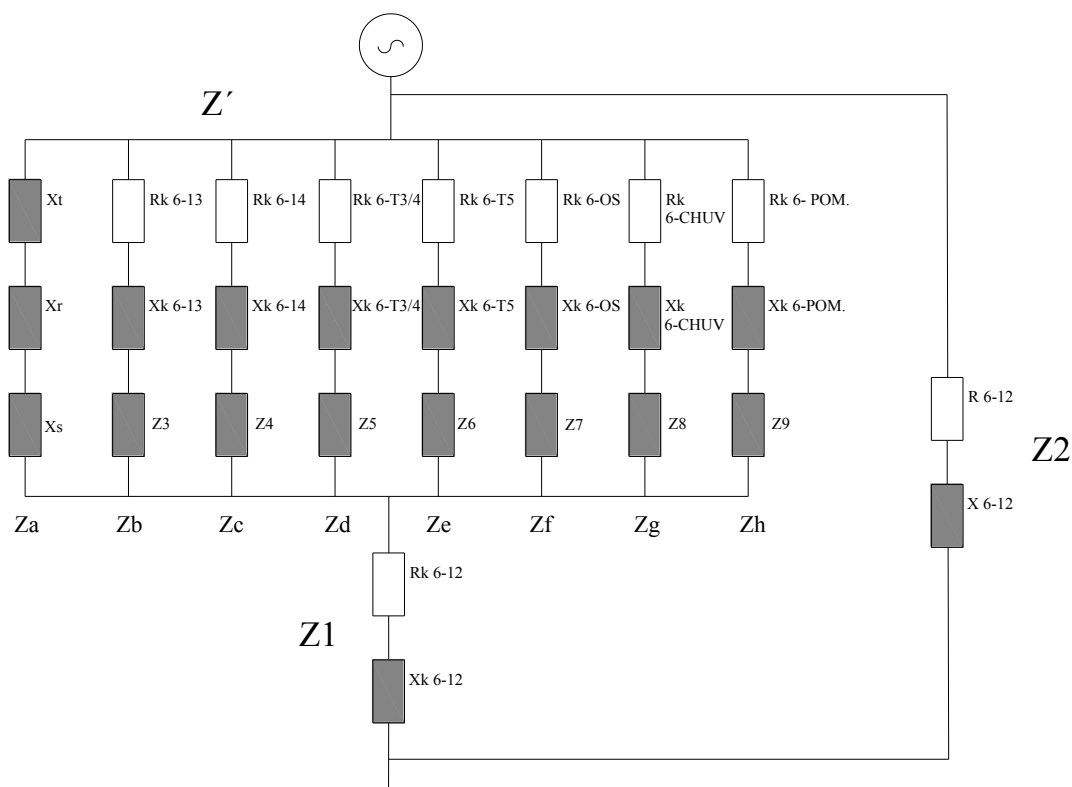 Z´
Xt
Rk 6-13
Rk 6-14
Rk 6-T3/4
Rk 6-T5
Rk 6-OS
Rk
6-CHUV
Rk 6- POM.
Xr
Xk 6-13
Xk 6-14
Xk 6-T3/4
Xk 6-T5
Xk 6-OS
Xk
6-CHUV
Xk 6-POM.
Xs
Z3
Z4
Z5
Z6
Z7
Z8
Z9
R 6-12
Z2
X 6-12
Za
Zb
Zc
Zd
Ze
Zf
Zg
Zh
Rk 6-12
Z1
Xk 6-12